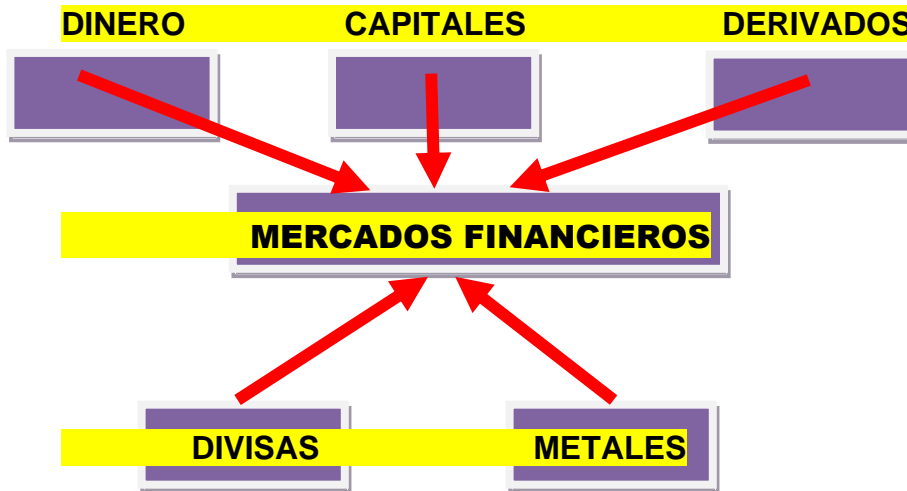 DINERO CAPITALES DERIVADOS
MERCADOS FINANCIEROS
DIVISAS METALES